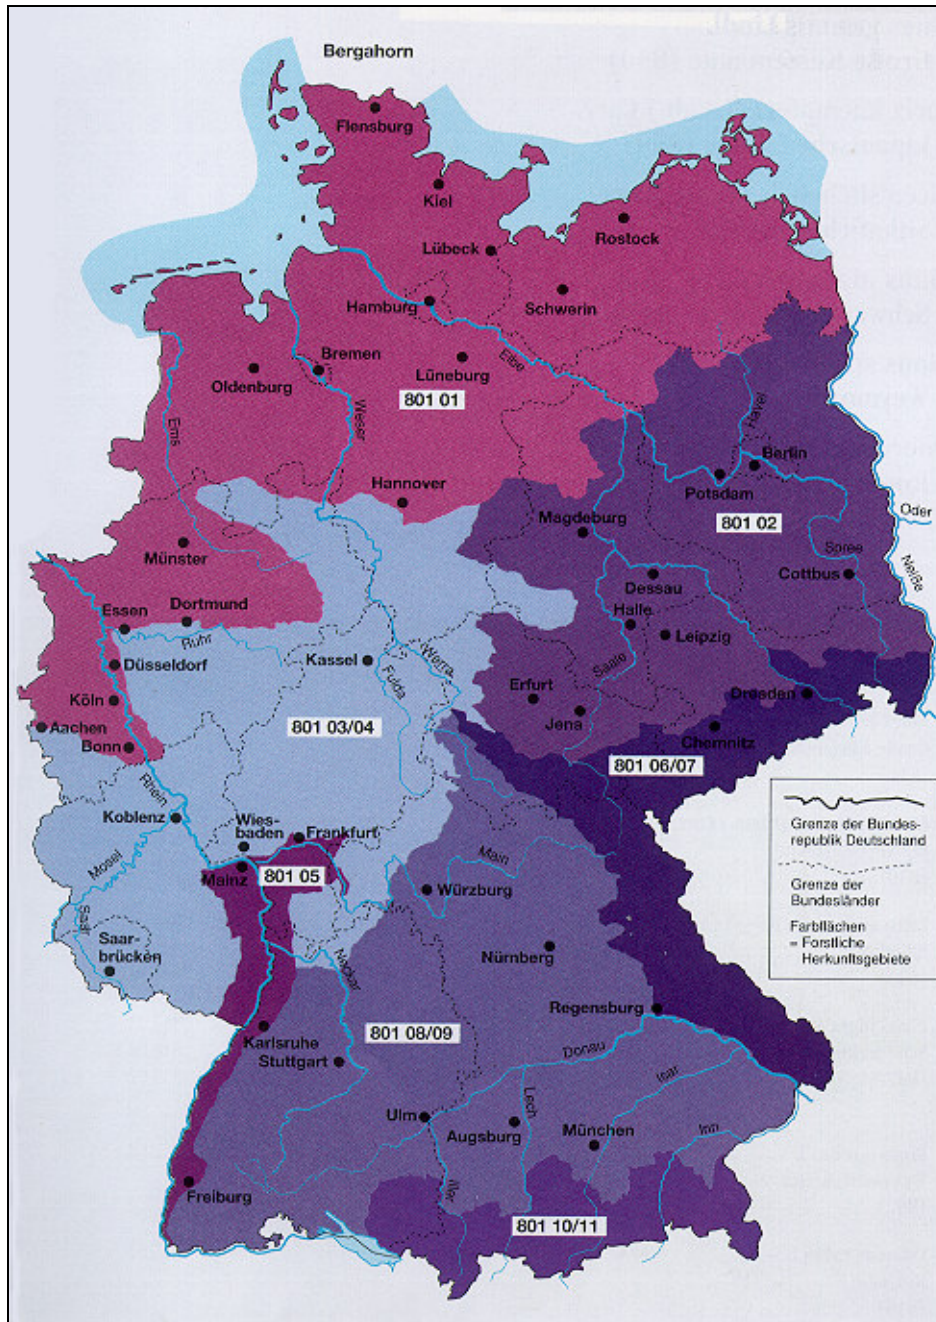 Bergahorn
Flensburg
Kiel
Lübeck
Rostock
Hamburg
Schwerin
Elbe
Bremen
Oldenburg
Lüneburg
801 01
Weser
Ems
Havel
Berlin
Hannover
Potsdam
Magdeburg
801 02
Oder
Münster
Spree
Neiße
Dessau
Cottbus
Essen
Dortmund
Halle
Leipzig
Ruhr
Düsseldorf
Kassel
Werra
Fulda
Saale
Köln
Erfurt
Dresden
Aachen
801 03/04
Jena
Chemnitz
Bonn
801 06/07
Rhein
Koblenz
Wies-
baden
Frankfurt
Mosel
Main
Mainz
801 05
Würzburg
Saar
Saar-
brücken
Neckar
Nürnberg
Regensburg
Karlsruhe
801 08/09
Stuttgart
Donau
Isar
Ulm
Lech
Augsburg
München
Inn
Iller
Freiburg
801 10/11
Grenze der Bundes-
republik Deutschland
Grenze der
Bundesländer
Farbflächen
= Forstliche
Herkunftsgebiete